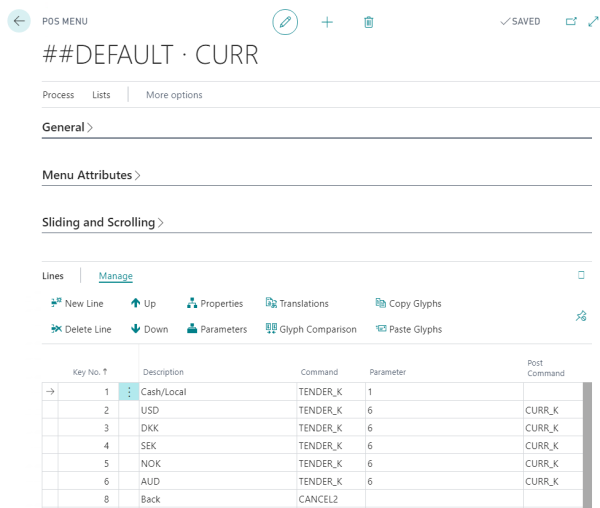 POS MENU
SAVED
##DEFAULT · CURR
Process Lists More options
General
Menu Attributes
Sliding and Scrolling
Lines Manage
New Line Up Properties Translations Copy Glyphs
Delete Line Down Parameters Glyph Comparison Paste Glyphs
Key No. ↑ Description Command Parameter Post Command
1 Cash/Local TENDER_K 1
2 USD TENDER_K 6 CURR_K
3 DKK TENDER_K 6 CURR_K
4 SEK TENDER_K 6 CURR_K
5 NOK TENDER_K 6 CURR_K
6 AUD TENDER_K 6 CURR_K
8 Back CANCEL2